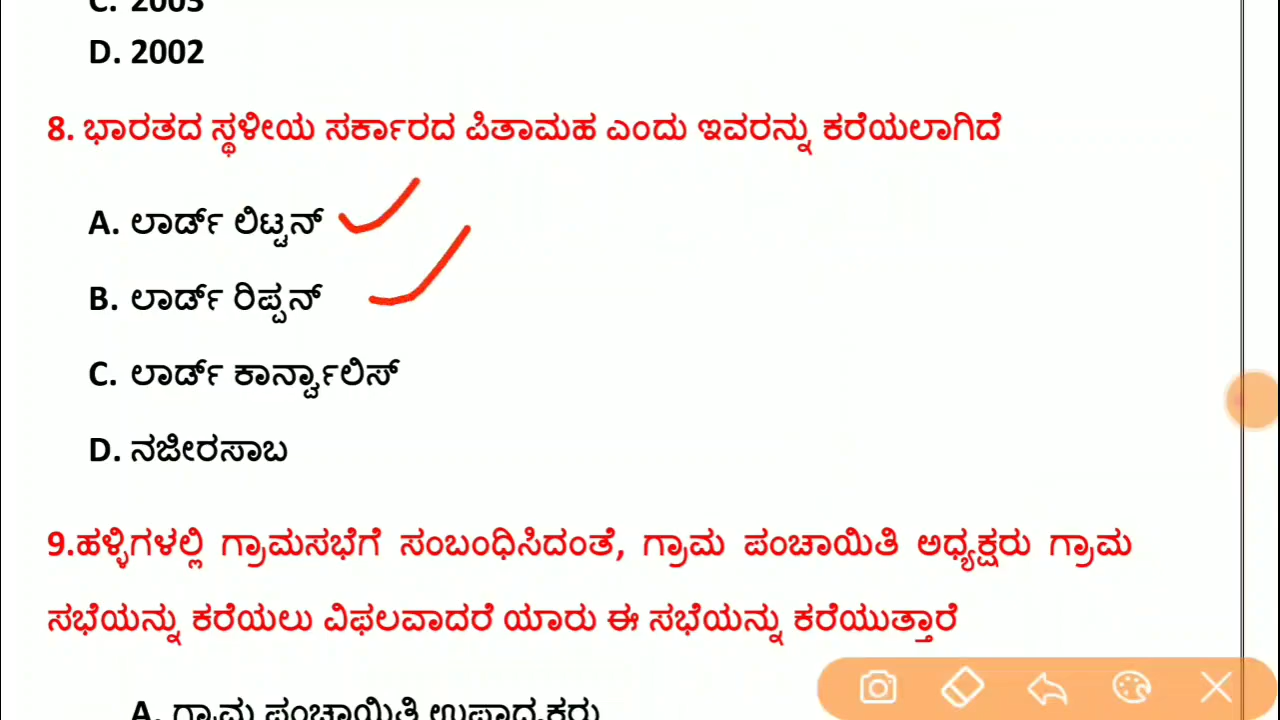 C. 2003
D. 2002
8. ಭಾರತದ ಸ್ಥಳೀಯ ಸರ್ಕಾರದ ಪಿತಾಮಹ ಎಂದು ಇವರನ್ನು ಕರೆಯಲಾಗಿದೆ
A. ಲಾರ್ಡ್ ಲಿಟ್ಟನ್
B. ಲಾರ್ಡ್ ರಿಪ್ಪನ್
C. ಲಾರ್ಡ್ ಕಾರ್ನ್ವಾಲಿಸ್
D. ನಜೀರಸಾಬ
9.ಹಳ್ಳಿಗಳಲ್ಲಿ ಗ್ರಾಮಸಭೆಗೆ ಸಂಬಂಧಿಸಿದಂತೆ, ಗ್ರಾಮ ಪಂಚಾಯಿತಿ ಅಧ್ಯಕ್ಷರು ಗ್ರಾಮ
ಸಭೆಯನ್ನು ಕರೆಯಲು ವಿಫಲವಾದರೆ ಯಾರು ಈ ಸಭೆಯನ್ನು ಕರೆಯುತ್ತಾರೆ
A. ಗ್ರಾಮ ಪಂಚಾಯಿತಿ